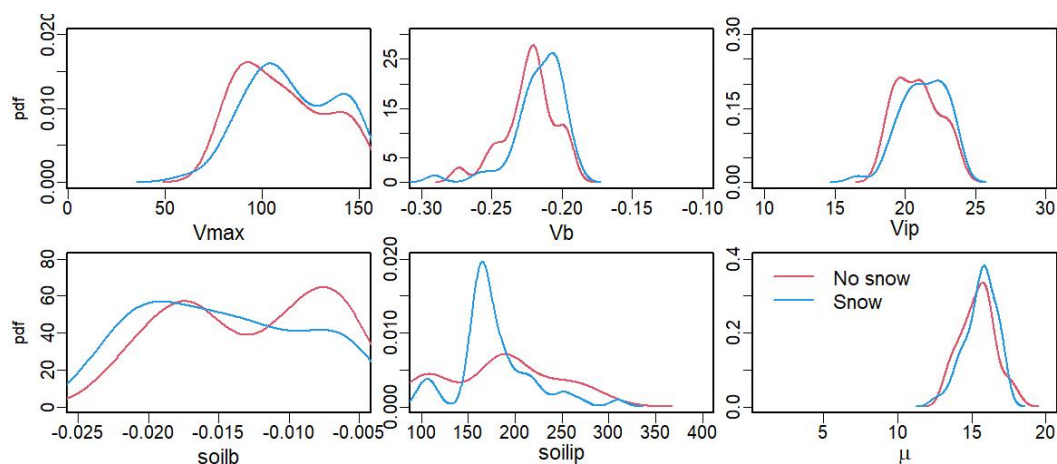 pdf
0.000 0.010 0.020
0 50 100 150
Vmax
0 5 15 25
-0.30 -0.25 -0.20 -0.15 -0.10
Vb
0.00 0.15 0.30
10 15 20 25 30
Vip
pdf
0 20 40 60 80
-0.025 -0.020 -0.015 -0.010 -0.005
soilb
0.000 0.010 0.020
100 150 200 250 300 350 400
soilip
0.0 0.2 0.4
No snow
Snow
5 10 15 20
μ